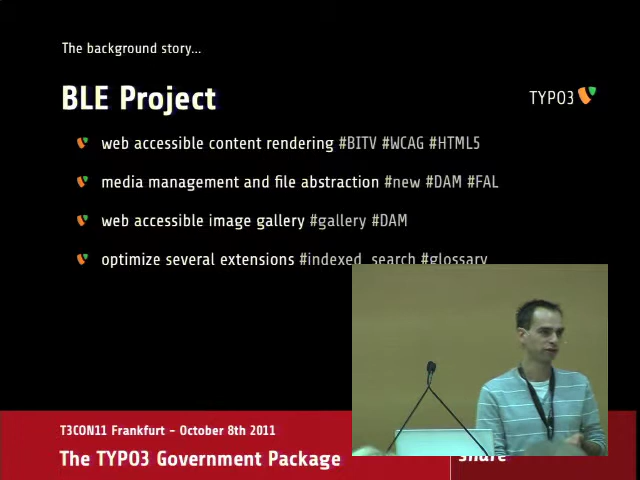 The background story...
BLE Project
TYPO3
web accessible content rendering #BITV #WCAG #HTML5
media management and file abstraction #new #DAM #FAL
web accessible image gallery #gallery #DAM
optimize several extensions #indexed_search #glossary
T3CON11 Frankfurt - October 8th 2011
The TYPO3 Government Package
share